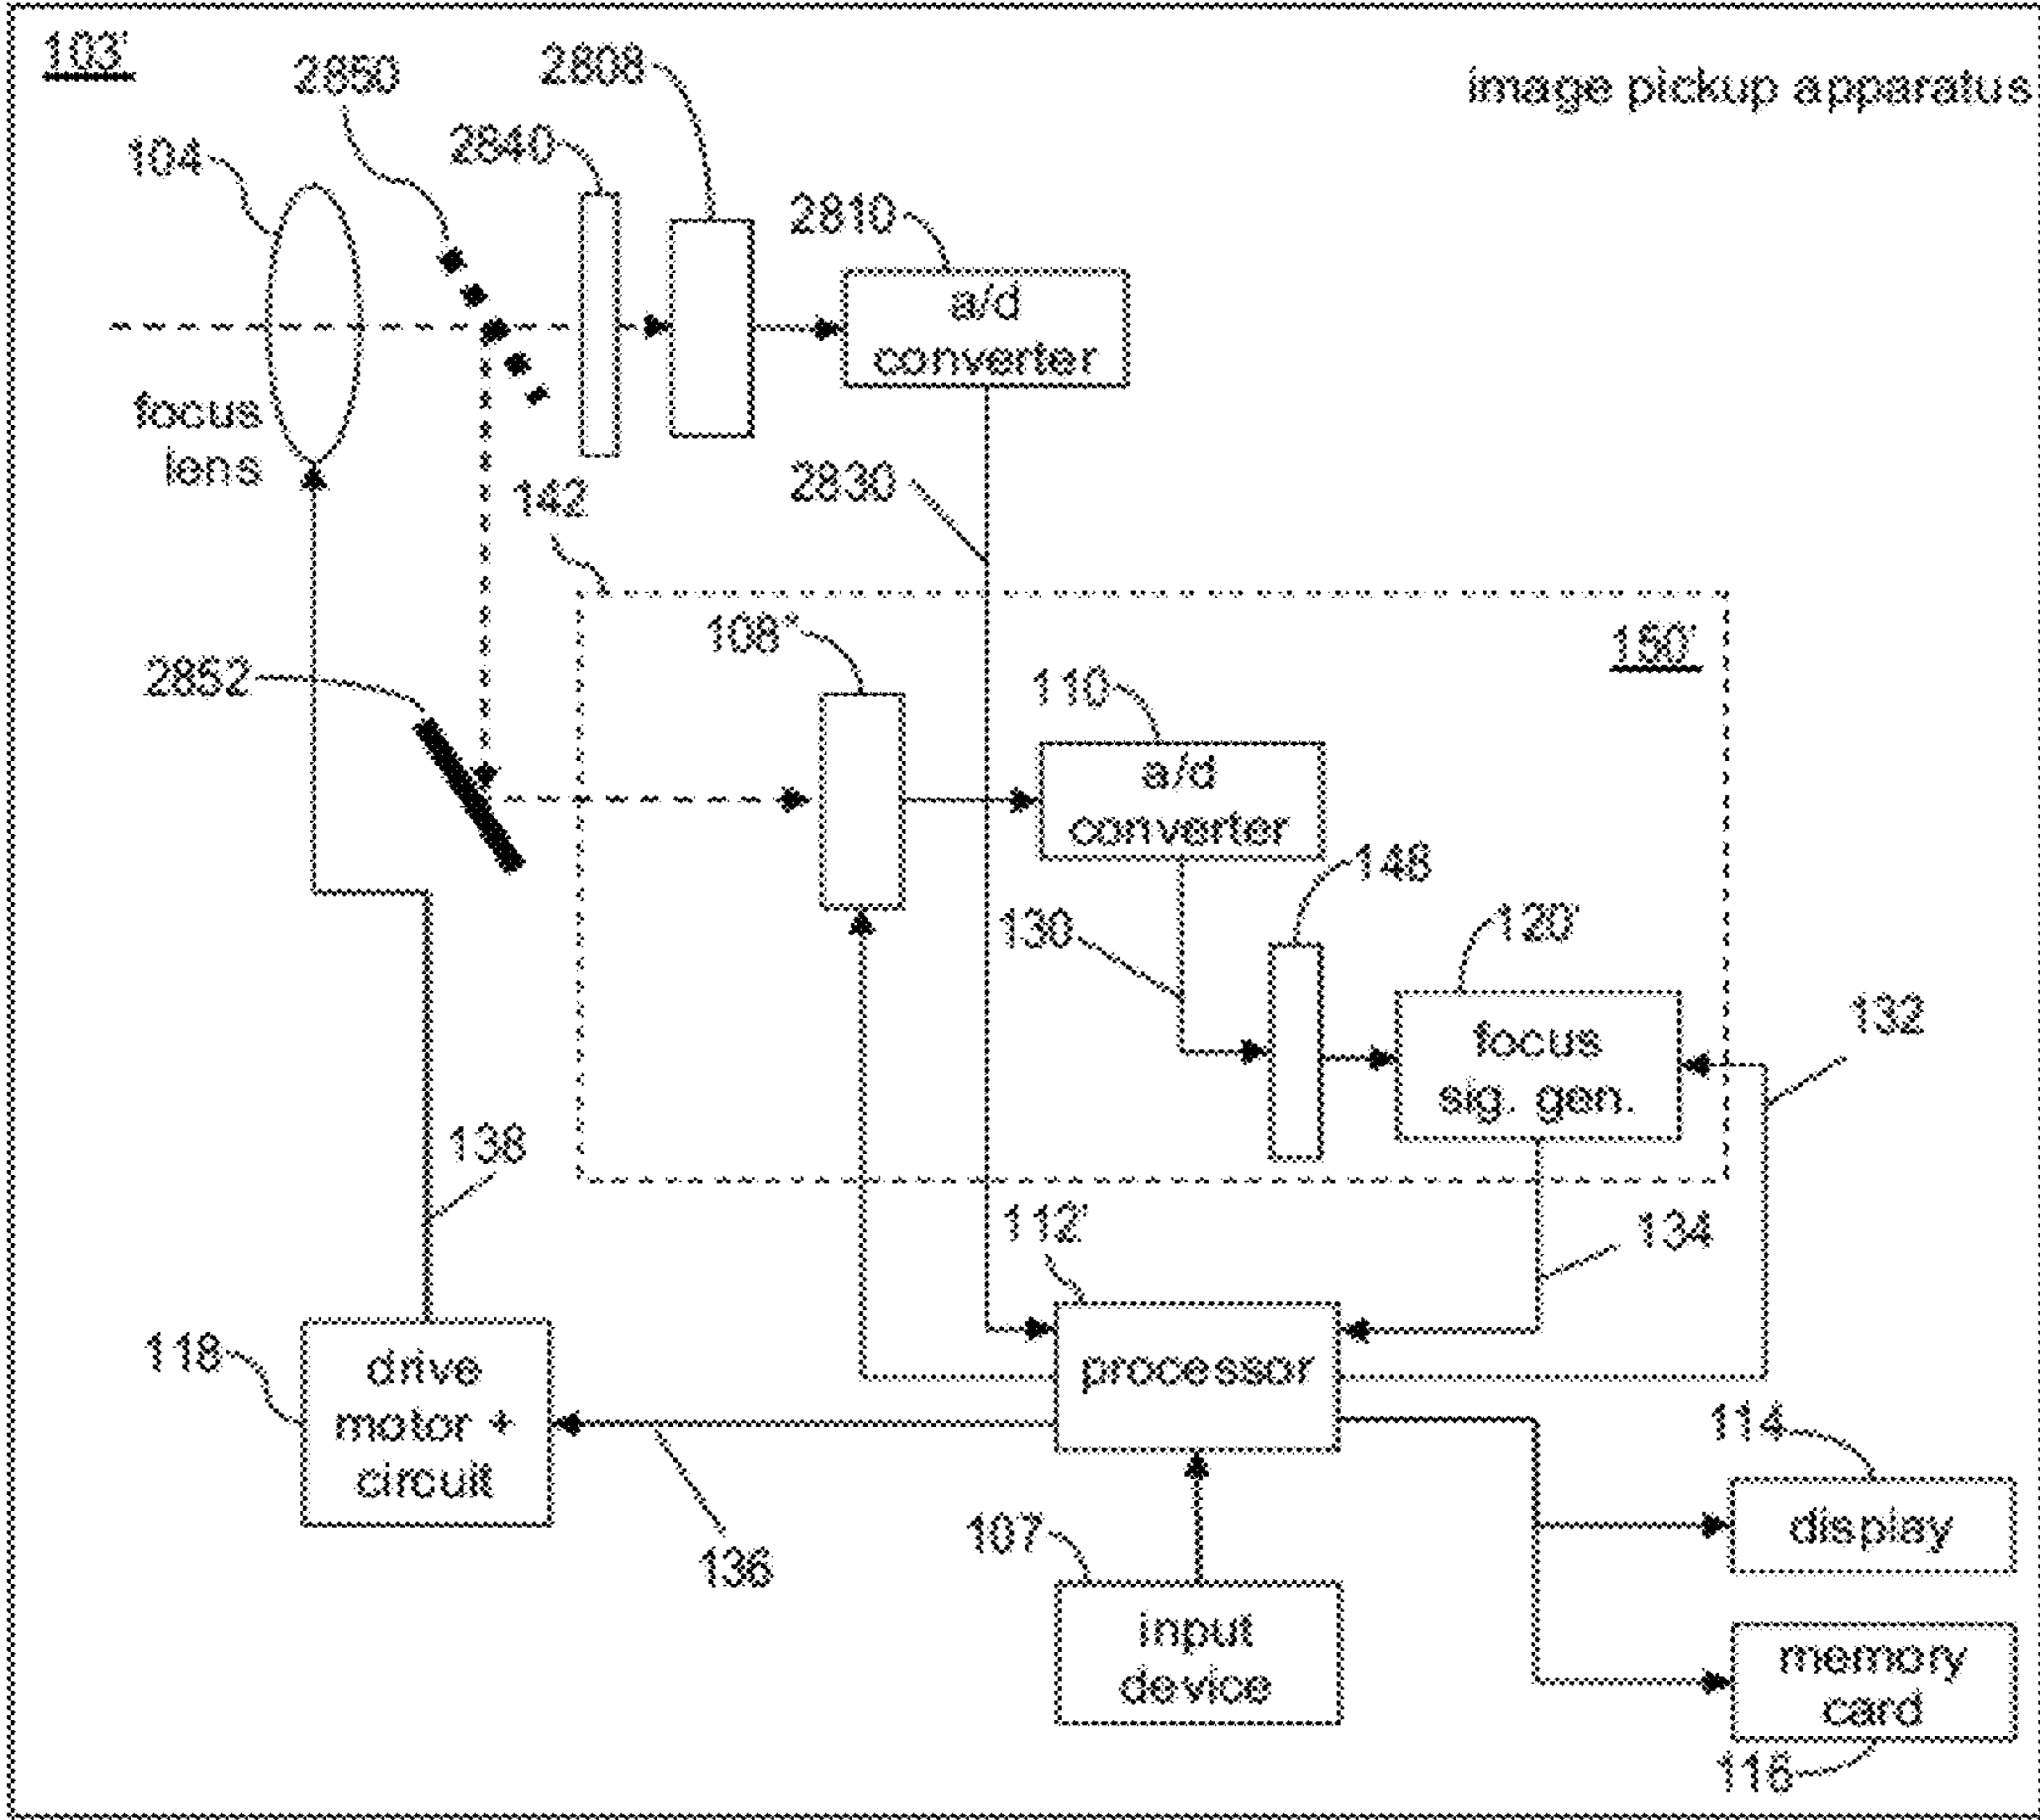 103'
image pickup apparatus
2850
2808
2840
104
2810
a/d
converter
focus
lens
142
2830
108"
150'
2852
110
a/d
converter
148
130
120'
132
focus
sig. gen.
138
112'
134
118
drive
motor +
circuit
processor
114
display
136
107
input
device
memory
card
116